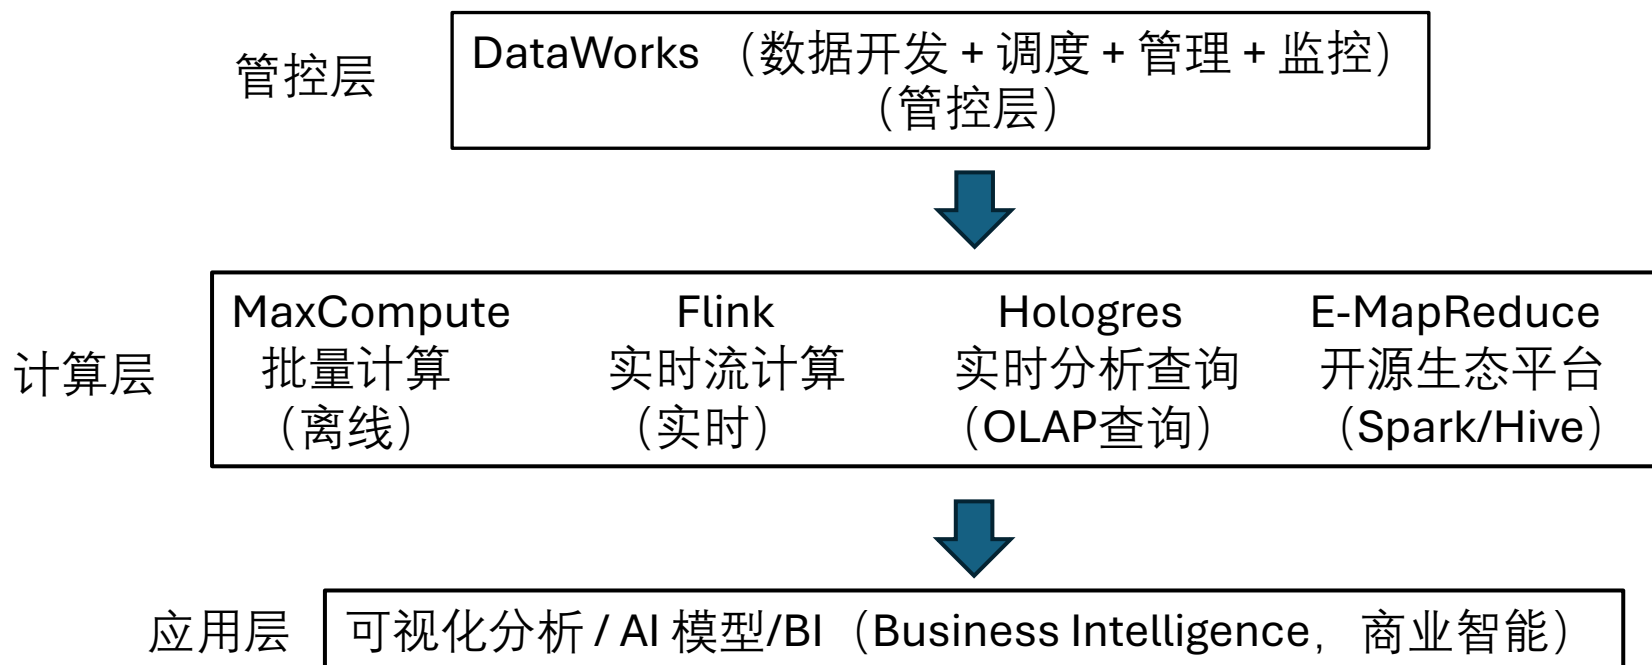 管控层
DataWorks （数据开发 + 调度 + 管理 + 监控）
（管控层）
计算层
MaxCompute Flink Hologres E-MapReduce
批量计算 实时流计算 实时分析查询 开源生态平台
（离线） （实时） （OLAP查询） （Spark/Hive）
应用层
可视化分析 / AI 模型/BI （Business Intelligence, 商业智能）